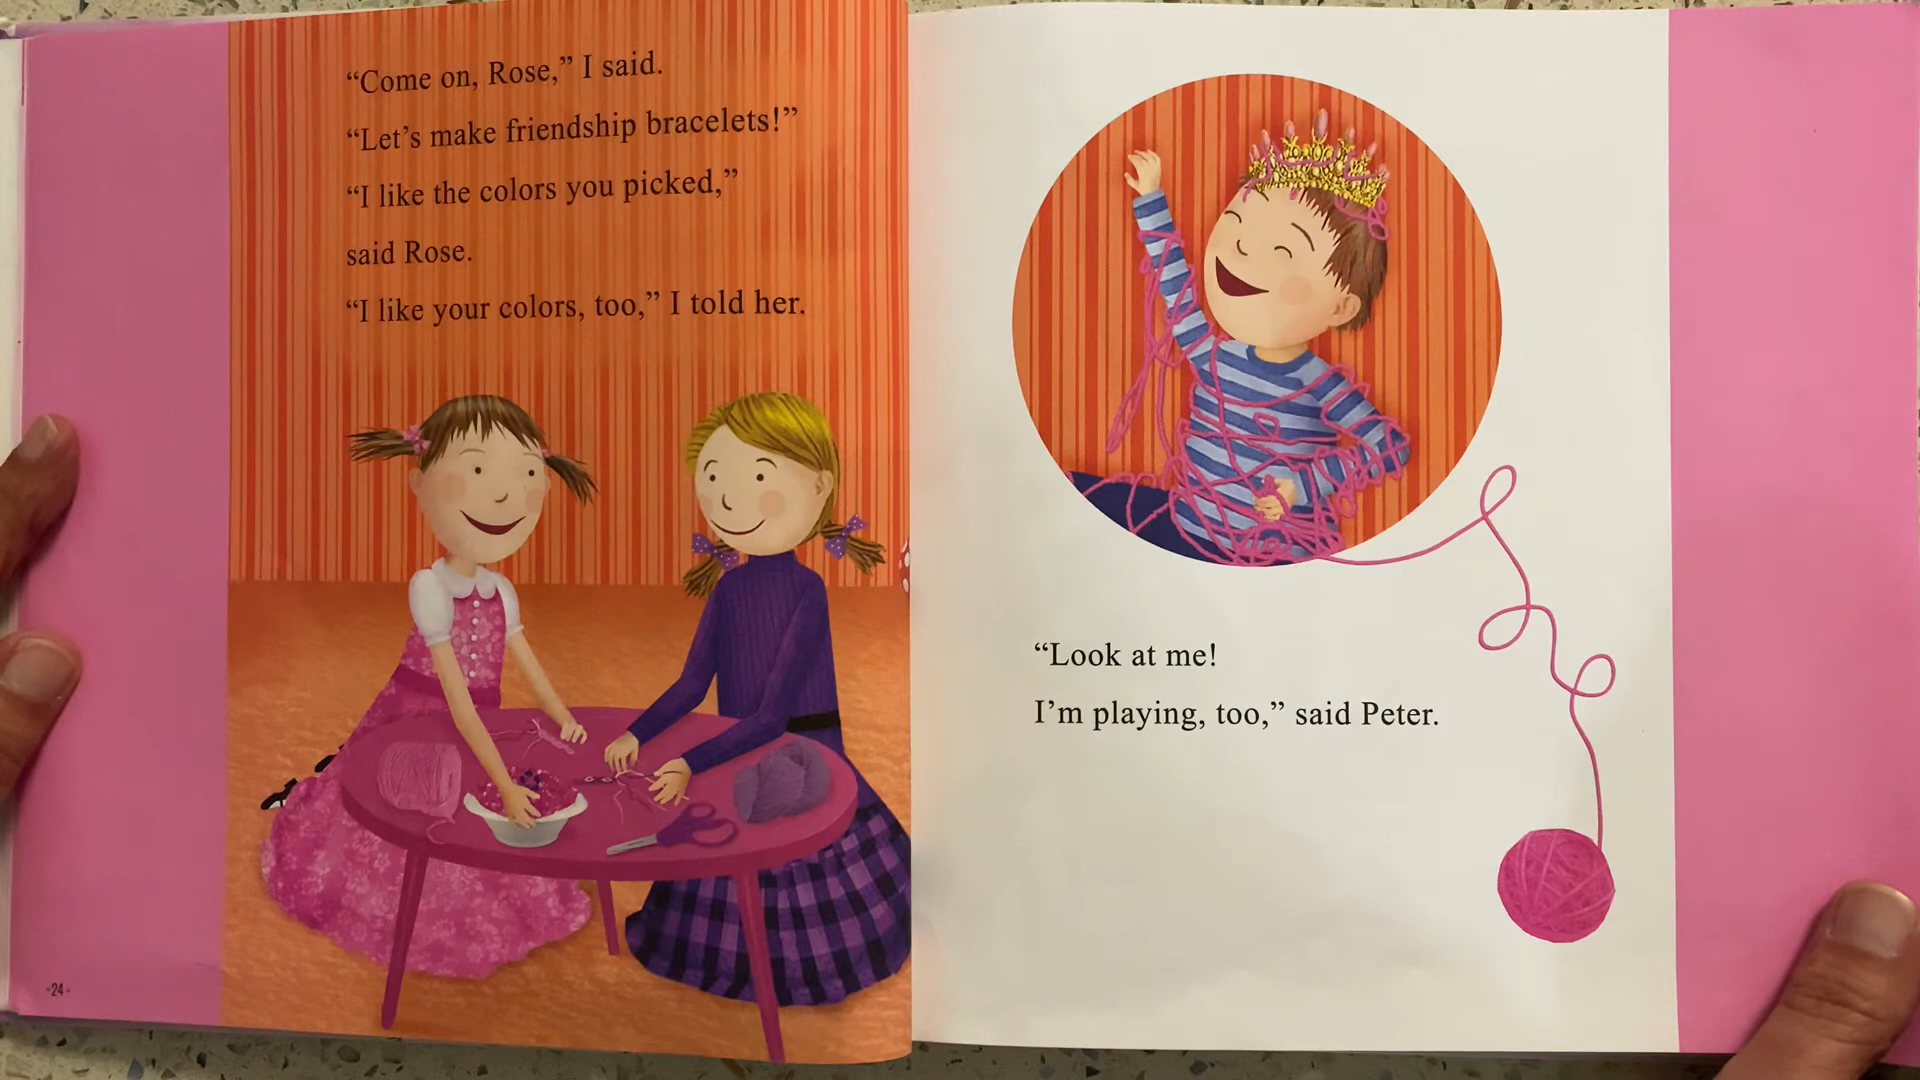 “Come on, Rose,” I said.
“Let’s make friendship bracelets!”
“I like the colors you picked,”
said Rose.
“I like your colors, too,” I told her.
-24-
“Look at me!
I’m playing, too,” said Peter.